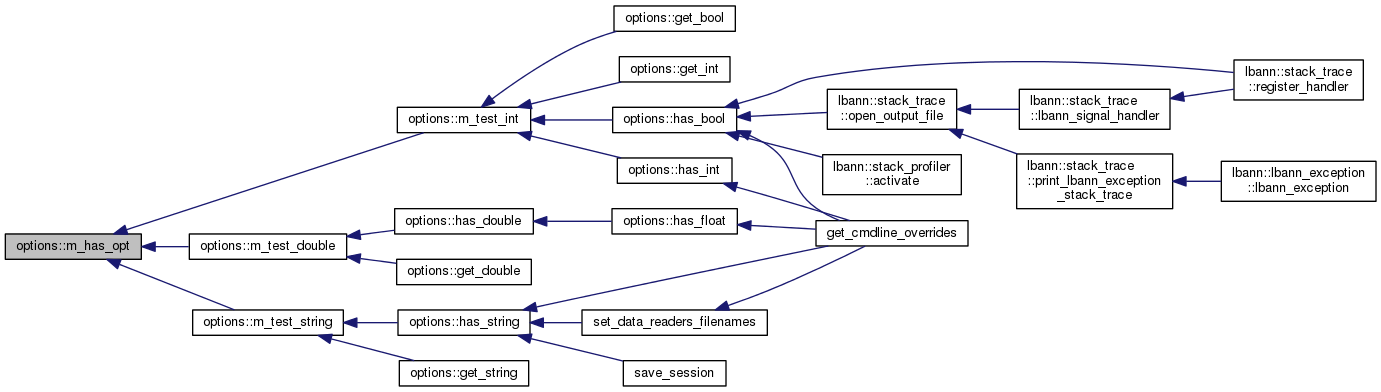 options::get_bool
options::get_int
lbann::stack_trace
::register_handler
options::m_test_int
options::has_bool
lbann::stack_trace
::open_output_file
lbann::stack_trace
::lbann_signal_handler
options::has_int
lbann::stack_profiler
::activate
lbann::stack_trace
::print_lbann_exception
_stack_trace
lbann::lbann_exception
::lbann_exception
options::has_double
options::has_float
get_cmdline_overrides
options::m_has_opt
options::m_test_double
options::get_double
options::m_test_string
options::has_string
set_data_readers_filenames
options::get_string
save_session